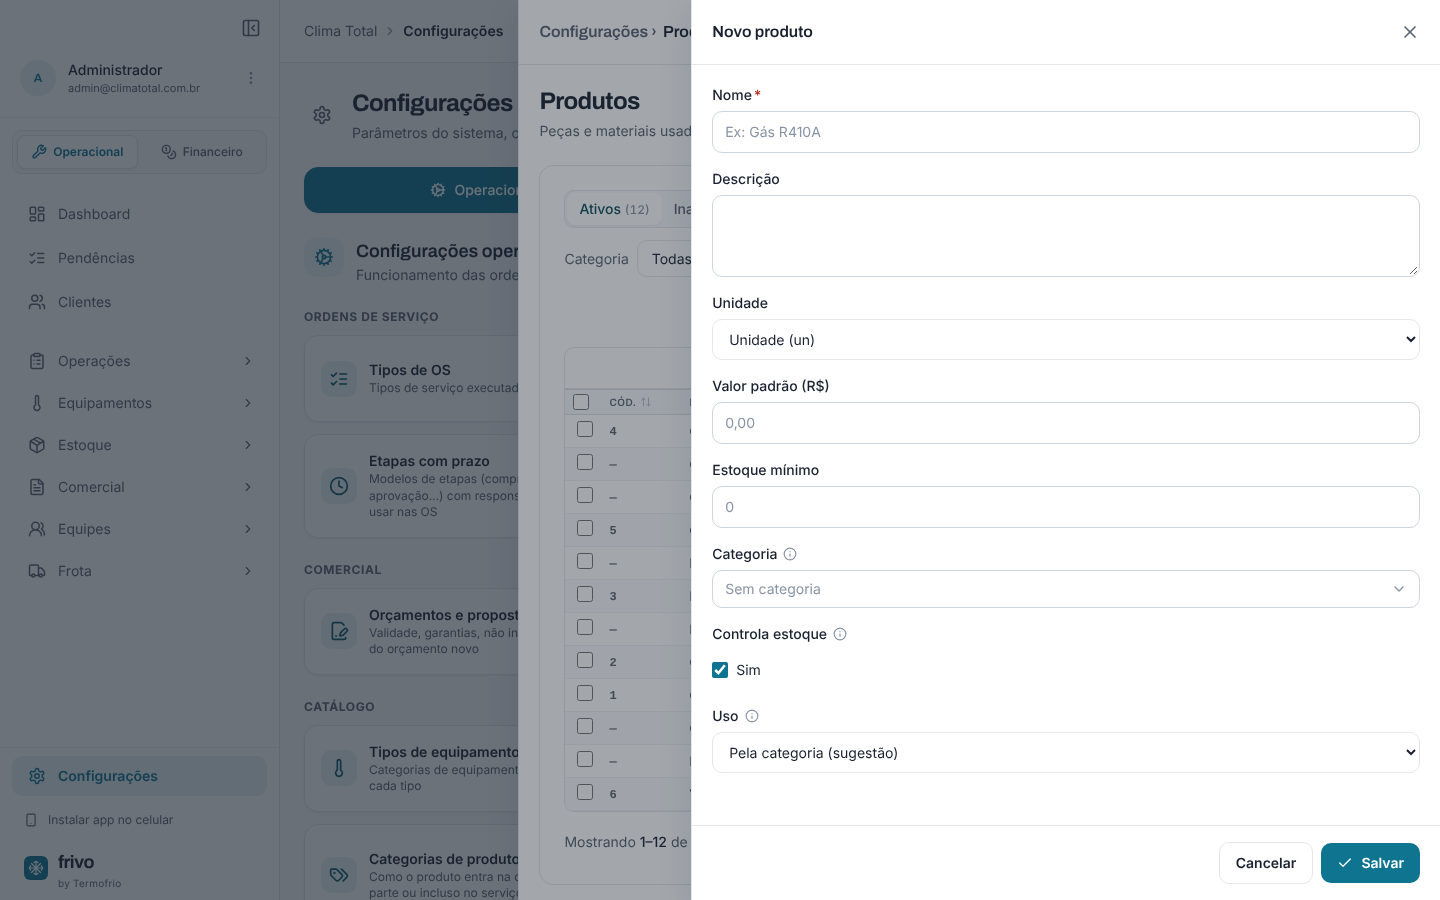 Administrador
admin@climatotal.com.br
Operacional
Financeiro
Dashboard
Pendências
Clientes
Operações
Equipamentos
Estoque
Comercial
Equipes
Frota
Configurações
Instalar app no celular
frivo
by Termofrio
Clima Total
Configurações
Configurações
Parâmetros do sistema, c
Operacion
Configurações oper
Funcionamento das orde
ORDENS DE SERVIÇO
Tipos de OS
Tipos de serviço executad
Etapas com prazo
Modelos de etapas (comp
aprovação...) com respons
usar nas OS
COMERCIAL
Orçamentos e propost
Validade, garantias, não in
do orçamento novo
CATÁLOGO
Tipos de equipamento
Categorias de equipament
cada tipo
Categorias de produto
Como o produto entra na
parte ou incluso no serviç
Configurações › Pro
Produtos
Peças e materiais usad
Ativos (12)
Ina
Categoria
Todas
CÓD.
4
–
–
5
–
3
–
2
1
–
–
6
Mostrando 1–12 de
Novo produto
Nome *
Ex: Gás R410A
Descrição
Unidade
Unidade (un)
Valor padrão (R$)
0,00
Estoque mínimo
0
Categoria
Sem categoria
Controla estoque
Sim
Uso
Pela categoria (sugestão)
Cancelar
Salvar